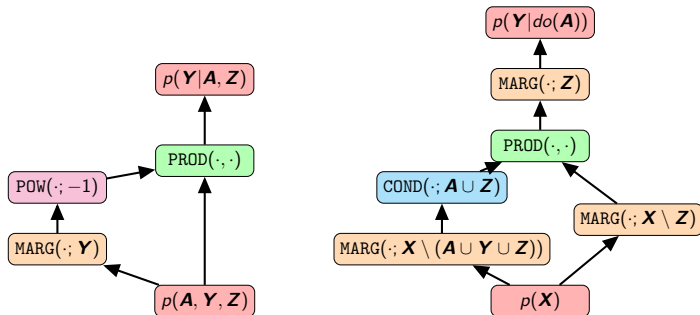 p(Y|A, Z)
PROD(·, ·)
POW(·; −1)
MARG(·; Y)
p(A, Y, Z)
p(Y|do(A))
MARG(·; Z)
PROD(·, ·)
COND(·; A ∪ Z)
MARG(·; X \ Z)
MARG(·; X \ (A ∪ Y ∪ Z))
p(X)